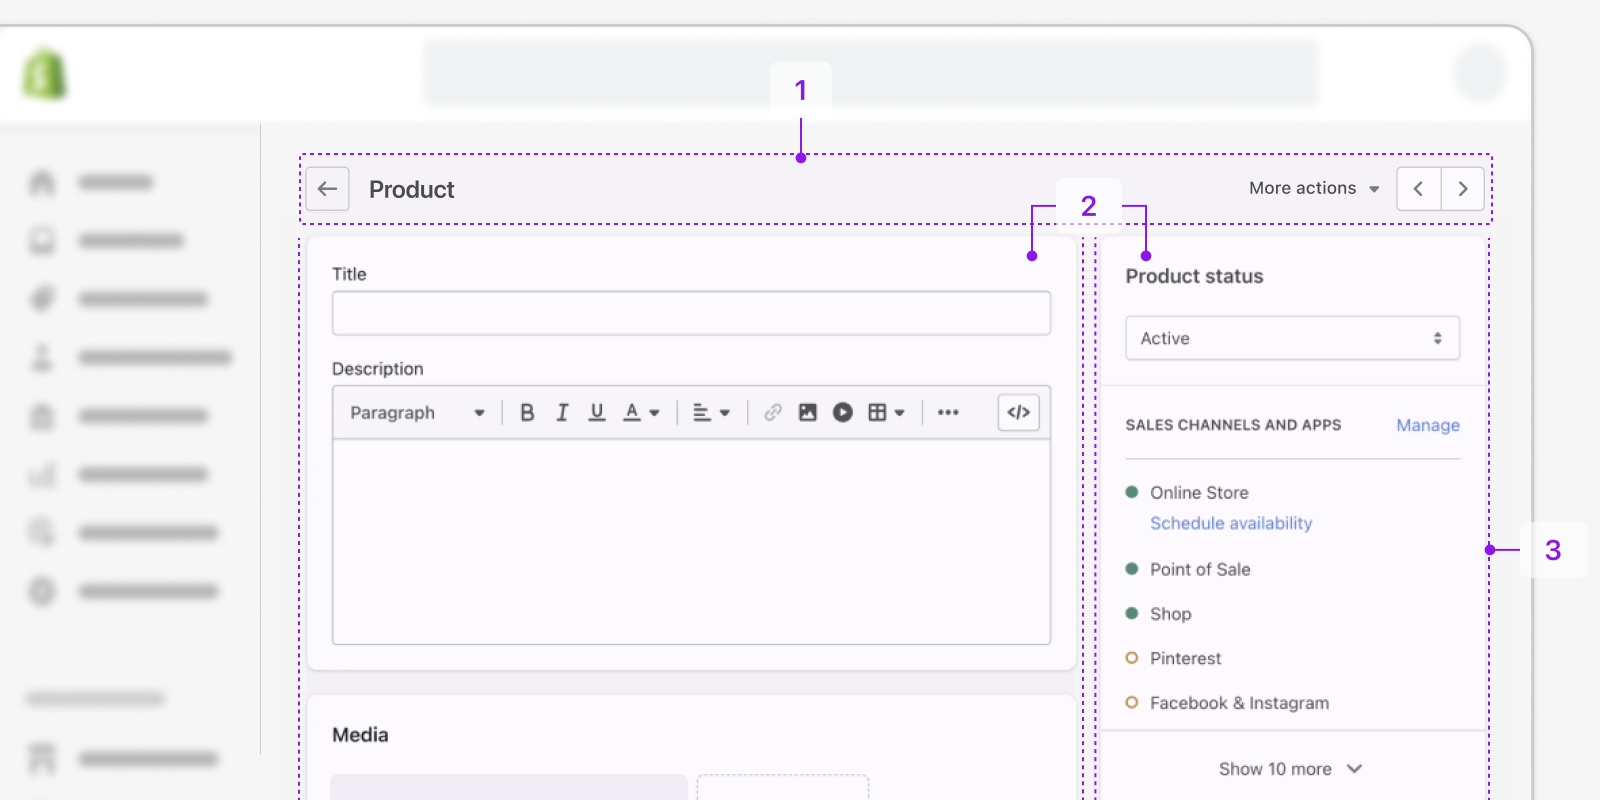 1
Product
More actions
2
Title
Description
Paragraph
B I U A
</>
Media
Product status
Active
SALES CHANNELS AND APPS
Manage
Online Store
Schedule availability
Point of Sale
Shop
Pinterest
Facebook & Instagram
Show 10 more
3